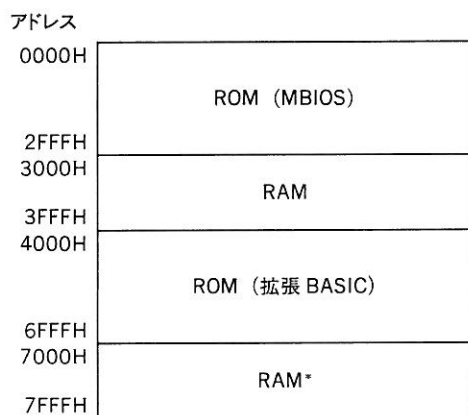 アドレス
0000H
ROM（MBIOS）
2FFFH
3000H
RAM
3FFFH
4000H
ROM（拡張 BASIC）
6FFFH
7000H
RAM*
7FFFH